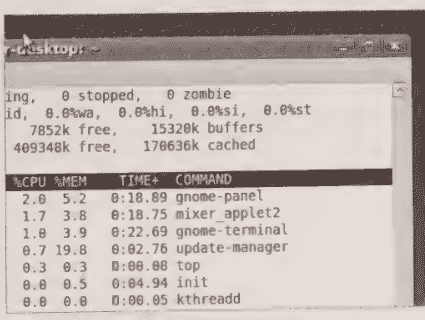 r-desktop: ~
ing, 0 stopped, 0 zombie
id, 0.0%wa, 0.0%hi, 0.0%si, 0.0%st
7852k free, 15320k buffers
409348k free, 170636k cached
%CPU %MEM TIME+ COMMAND
2.0 5.2 0:18.89 gnome-panel
1.7 3.8 0:18.75 mixer_applet2
1.0 3.9 0:22.69 gnome-terminal
0.7 19.8 0:02.76 update-manager
0.3 0.3 0:00.08 top
0.0 0.5 0:04.94 init
0.0 0.0 0:00.05 kthreadd